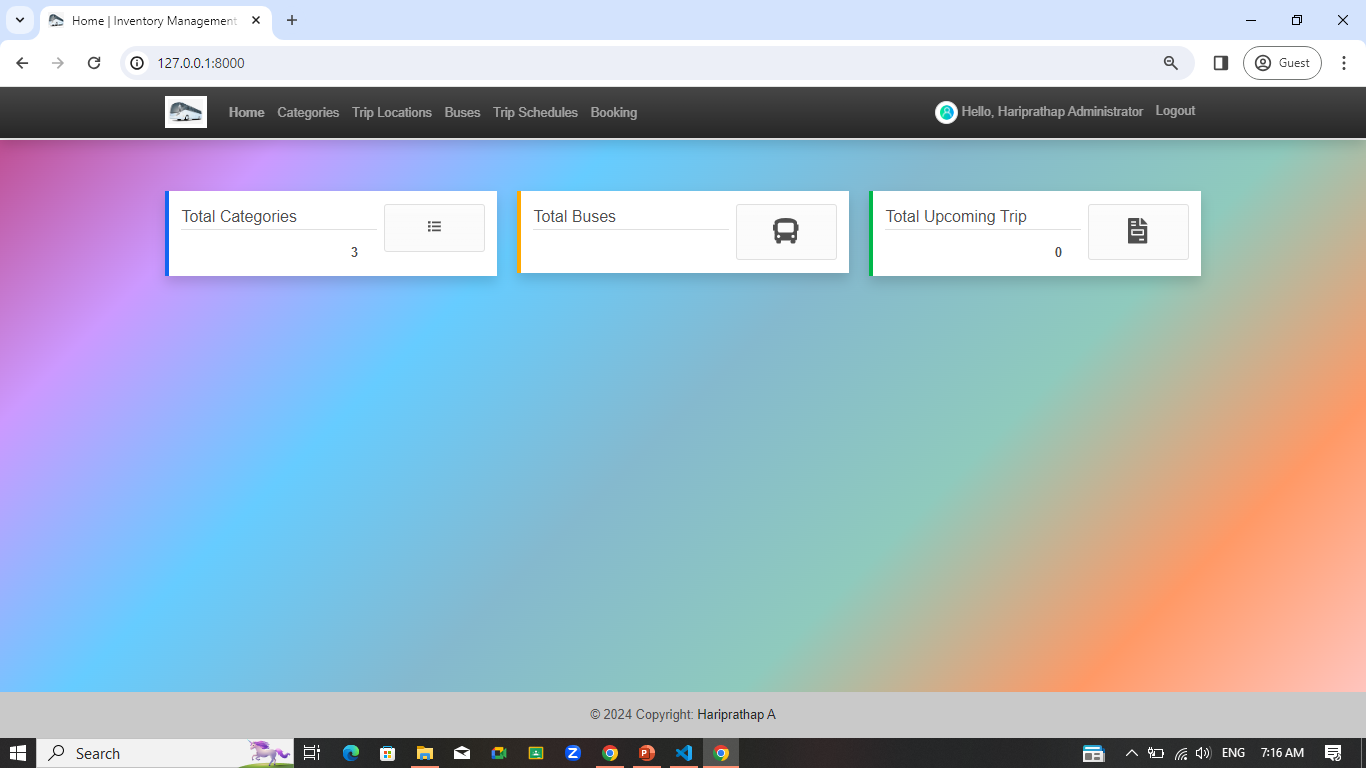 Home | Inventory Management
127.0.0.1:8000
Guest
Home Categories Trip Locations Buses Trip Schedules Booking
Hello, Hariprathap Administrator Logout
Total Categories
3
Total Buses
Total Upcoming Trip
0
© 2024 Copyright: Hariprathap A
Search
ENG
7:16 AM